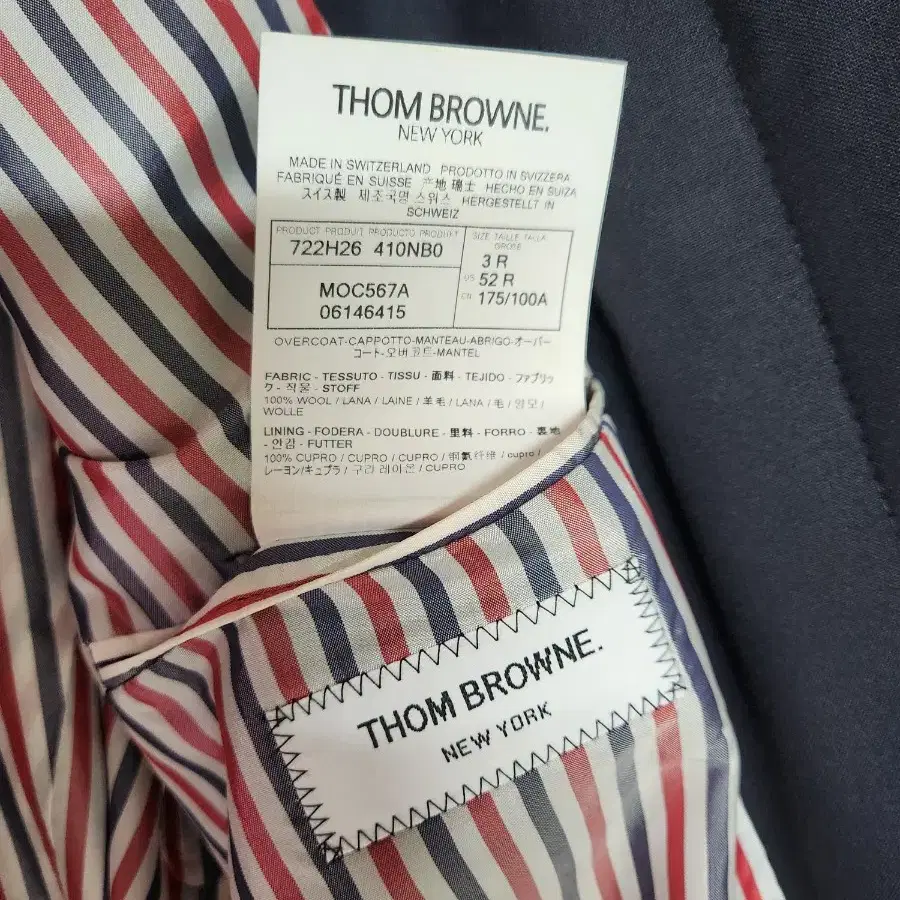 THOM BROWNE.
NEW YORK
MADE IN SWITZERLAND PRODOTTO IN SVIZZERA
FABRIQUÉ EN SUISSE 产地 瑞士 HECHO EN SUIZA
スイス製 제조국명 스위스 HERGESTELLT IN
SCHWEIZ
PRODUCT PRODUIT PRODUCTO PRODUKT
722H26 410NB0
MOC567A
06146415
SIZE TAILLE TALLA
GRÖßE
3 R
US 52 R
CN 175/100A
OVERCOAT-CAPPOTTO-MANTEAU-ABRIGO-オーバー
コート-오버코트-MANTEL
FABRIC - TESSUTO - TISSU - 面料 - TEJIDO - ファブリッ
ク - 직물 - STOFF
100% WOOL / LANA / LAINE / 羊毛 / LANA / 毛 / 양모 /
WOLLE
LINING - FODERA - DOUBLURE - 里料 - FORRO - 裏地
- 안감 - FUTTER
100% CUPRO / CUPRO / CUPRO / 铜氨纤维 / cupro /
レーヨン/キュプラ / 구리 레이온 / CUPRO
THOM BROWNE.
NEW YORK